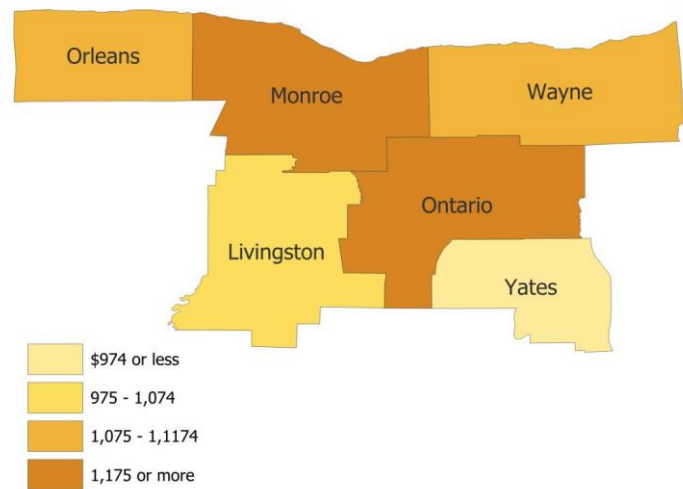 Orleans
Monroe
Wayne
Ontario
Livingston
Yates
$974 or less
975 - 1,074
1,075 - 1,1174
1,175 or more